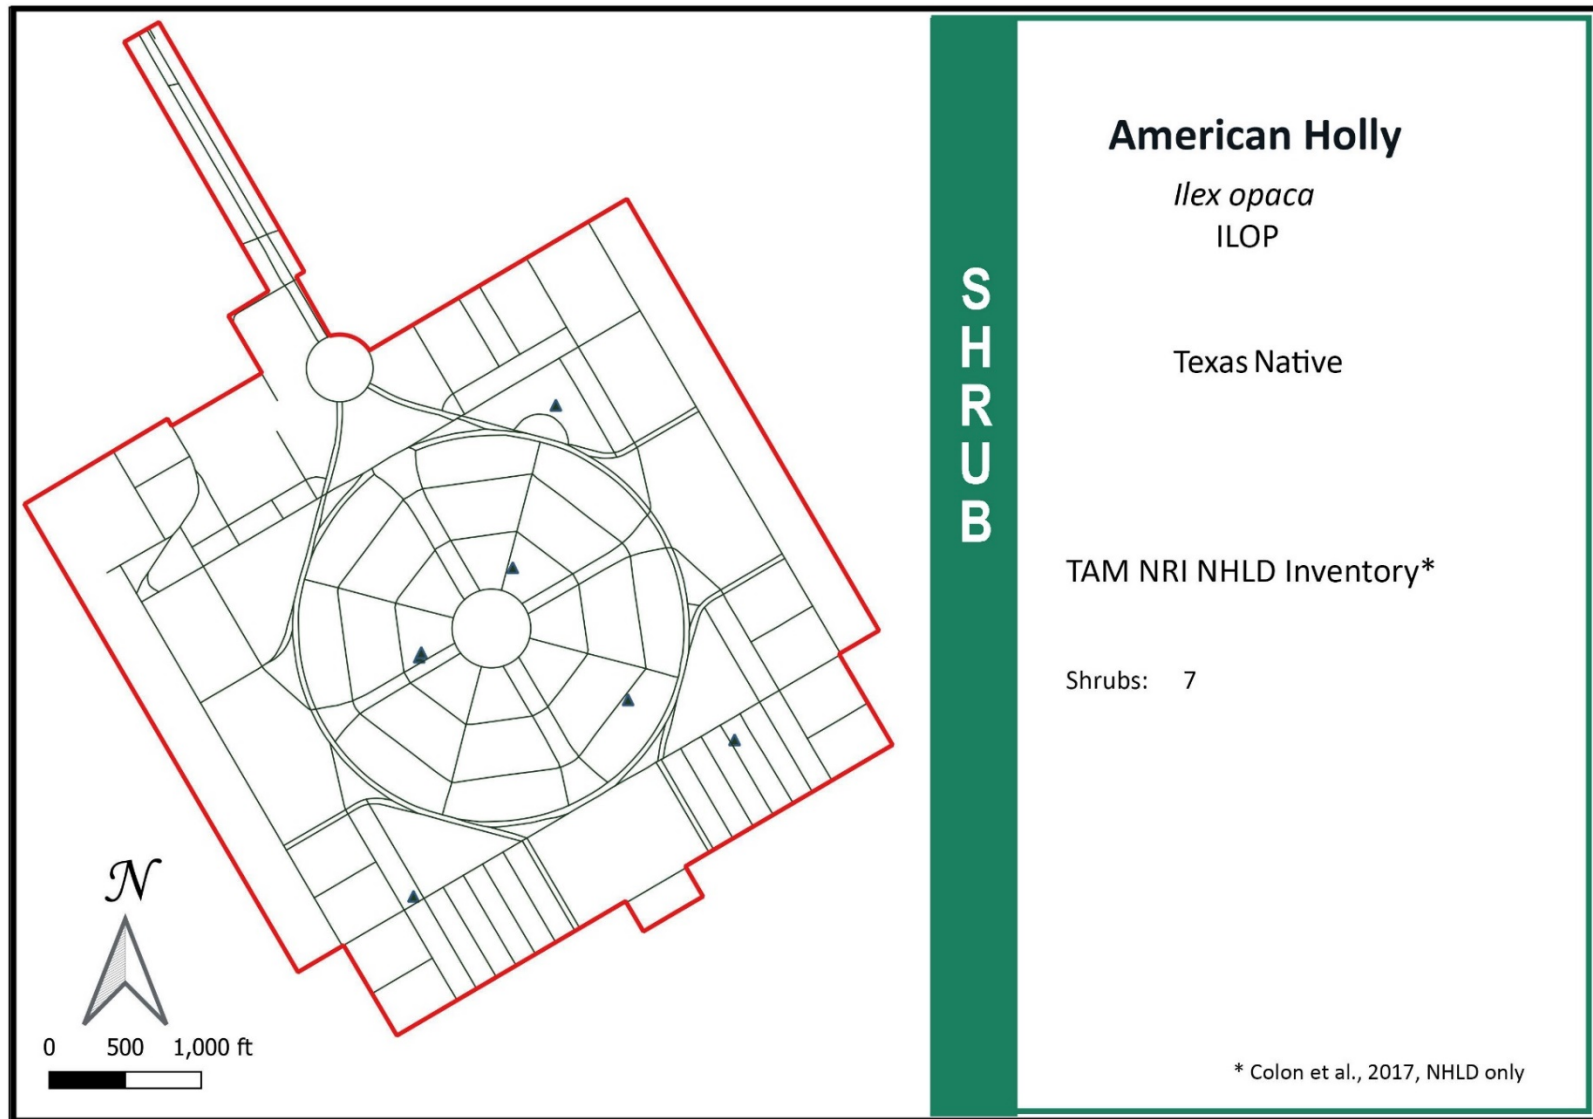 American Holly
Ilex opaca
ILOP
Texas Native
SHRUB
TAM NRI NHLD Inventory*
Shrubs: 7
* Colon et al., 2017, NHLD only
N
0 500 1,000 ft